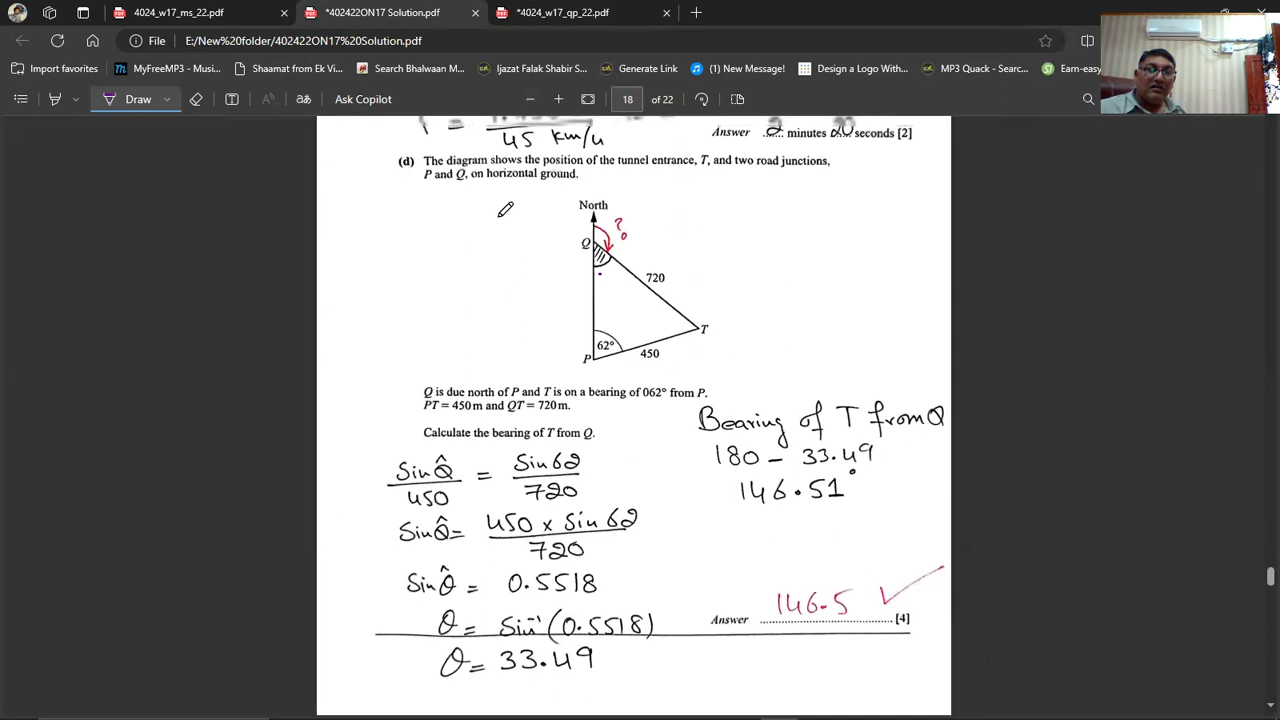 4024_w17_ms_22.pdf
*402422ON17 Solution.pdf
*4024_w17_qp_22.pdf
File E:/New%20folder/402422ON17%20Solution.pdf
Import favorites
MyFreeMP3 - Musi...
Shaamat from Ek Vi...
Search Bhalwaan M...
Ijazat Falak Shabir S...
Generate Link
(1) New Message!
Design a Logo With...
MP3 Quack - Searc...
Earn-easy
Draw
Ask Copilot
18 of 22
45 km/u
Answer 2 minutes 20 seconds [2]
(d) The diagram shows the position of the tunnel entrance, T, and two road junctions,
P and Q, on horizontal ground.
North
?
Q
720
T
62°
450
P
Q is due north of P and T is on a bearing of 062° from P.
PT = 450 m and QT = 720 m.
Calculate the bearing of T from Q.
Bearing of T from Q
180 - 33.49
146.51°
Sin Q̂ / 450 = Sin 62 / 720
Sin Q̂ = 450 x Sin 62 / 720
Sin θ̂ = 0.5518
θ = Sin⁻¹ (0.5518)
θ = 33.49
Answer 146.5 ✓ [4]